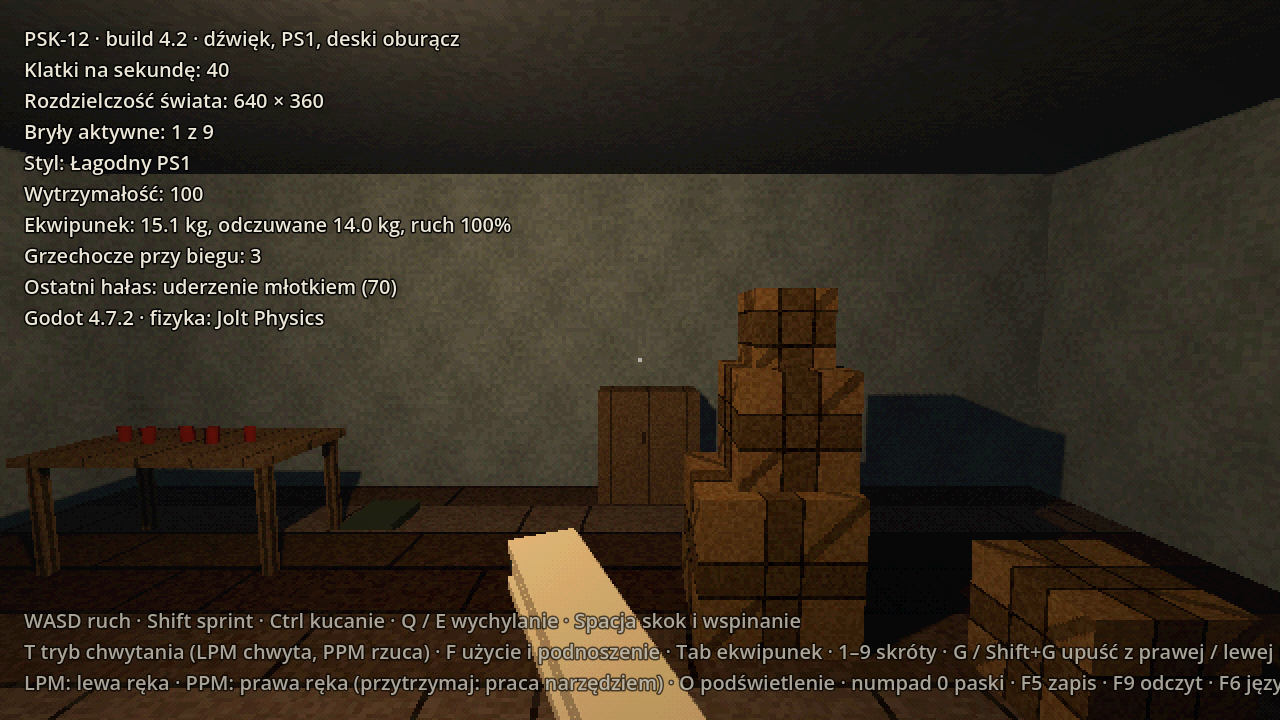 PSK-12 · build 4.2 · dźwięk, PS1, deski oburącz
Klatki na sekundę: 40
Rozdzielczość świata: 640 × 360
Bryły aktywne: 1 z 9
Styl: Łagodny PS1
Wytrzymałość: 100
Ekwipunek: 15.1 kg, odczuwane 14.0 kg, ruch 100%
Grzechocze przy biegu: 3
Ostatni hałas: uderzenie młotkiem (70)
Godot 4.7.2 · fizyka: Jolt Physics
WASD ruch · Shift sprint · Ctrl kucanie · Q / E wychylanie · Spacja skok i wspinanie
T tryb chwytania (LPM chwyta, PPM rzuca) · F użycie i podnoszenie · Tab ekwipunek · 1–9 skróty · G / Shift+G upuść z prawej / lewej
LPM: lewa ręka · PPM: prawa ręka (przytrzymaj: praca narzędziem) · O podświetlenie · numpad 0 paski · F5 zapis · F9 odczyt · F6 języ